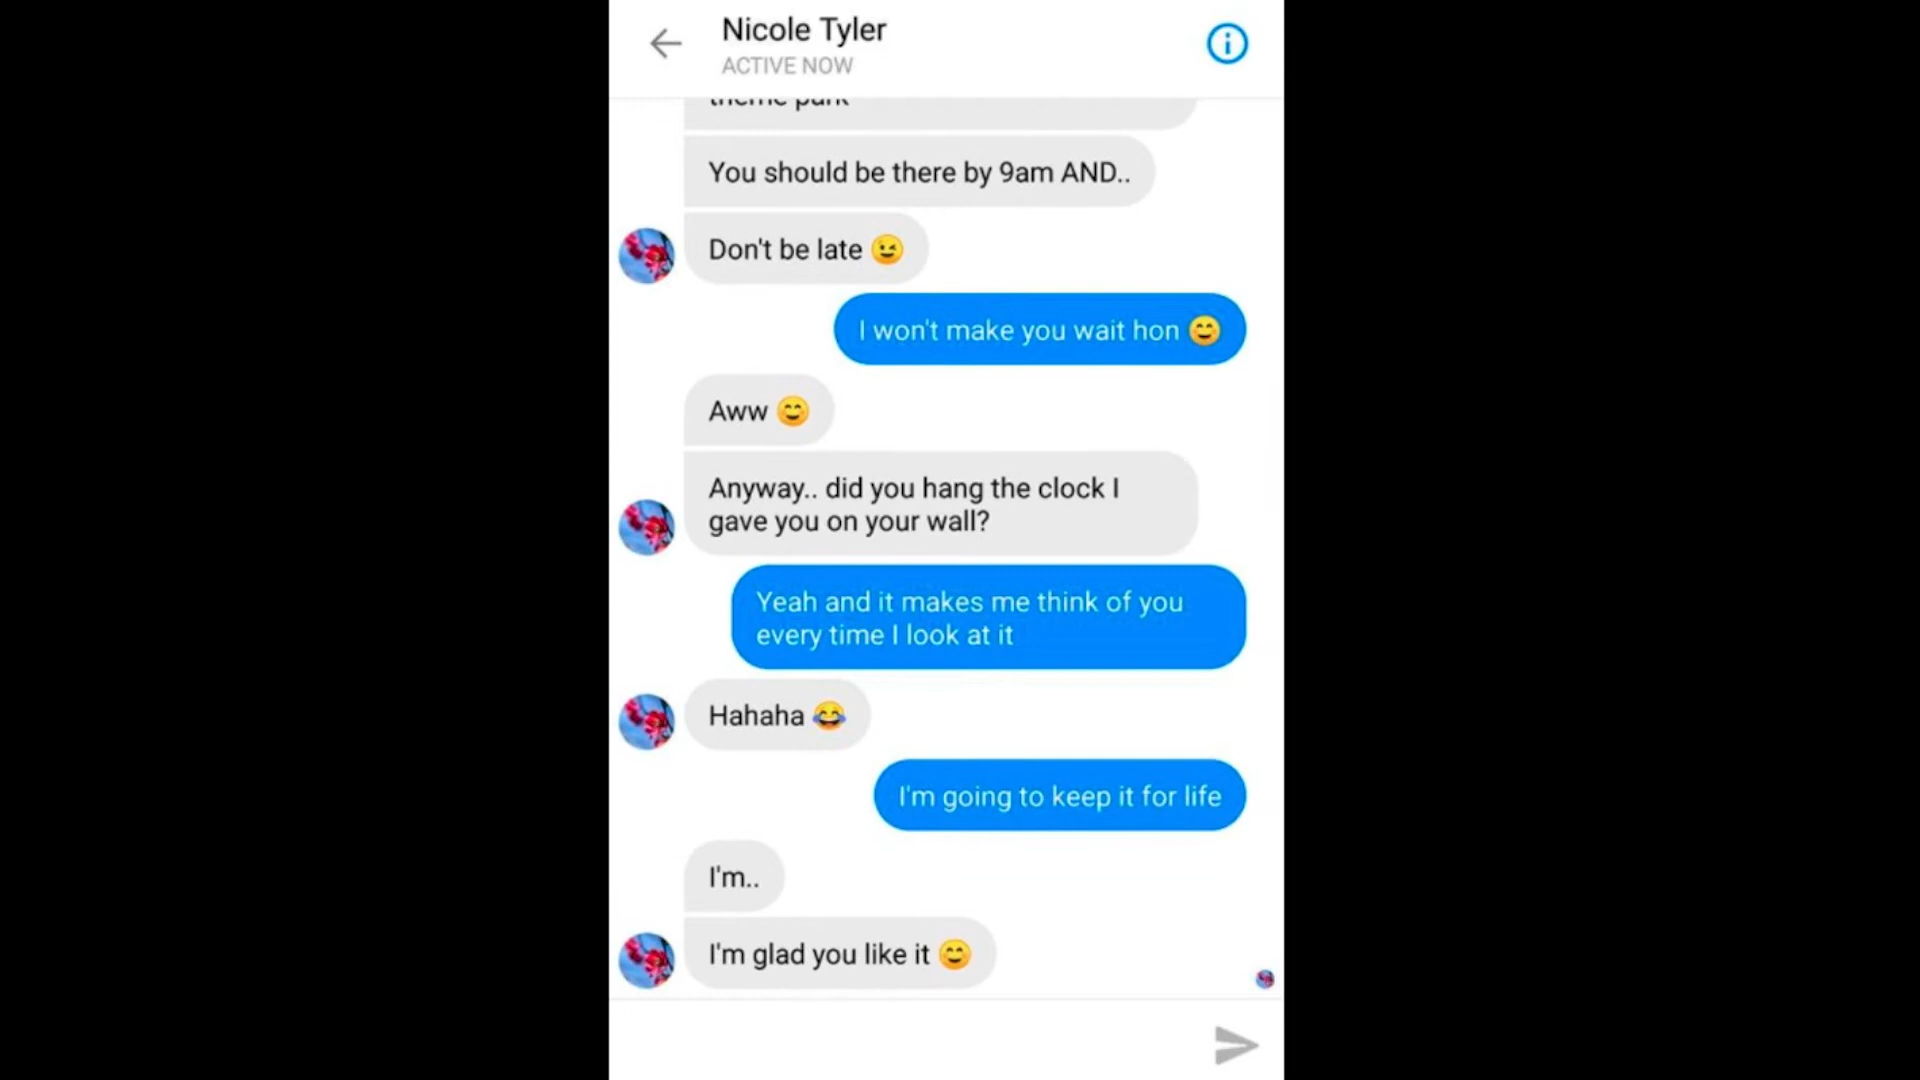 Nicole Tyler
ACTIVE NOW
theme park
You should be there by 9am AND..
Don't be late 😉
I won't make you wait hon 😊
Aww 😊
Anyway.. did you hang the clock I
gave you on your wall?
Yeah and it makes me think of you
every time I look at it
Hahaha 😂
I'm going to keep it for life
I'm..
I'm glad you like it 😊